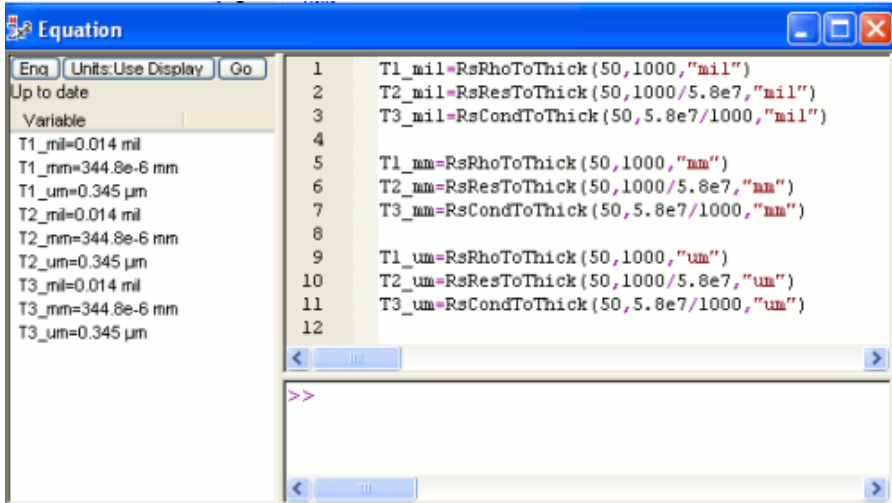 Equation
Eng Units:Use Display Go
Up to date
Variable
T1_mil=0.014 mil
T1_mm=344.8e-6 mm
T1_um=0.345 µm
T2_mil=0.014 mil
T2_mm=344.8e-6 mm
T2_um=0.345 µm
T3_mil=0.014 mil
T3_mm=344.8e-6 mm
T3_um=0.345 µm
1 T1_mil=RsRhoToThick(50,1000,"mil")
2 T2_mil=RsResToThick(50,1000/5.8e7,"mil")
3 T3_mil=RsCondToThick(50,5.8e7/1000,"mil")
4
5 T1_mm=RsRhoToThick(50,1000,"mm")
6 T2_mm=RsResToThick(50,1000/5.8e7,"mm")
7 T3_mm=RsCondToThick(50,5.8e7/1000,"mm")
8
9 T1_um=RsRhoToThick(50,1000,"um")
10 T2_um=RsResToThick(50,1000/5.8e7,"um")
11 T3_um=RsCondToThick(50,5.8e7/1000,"um")
12
>>